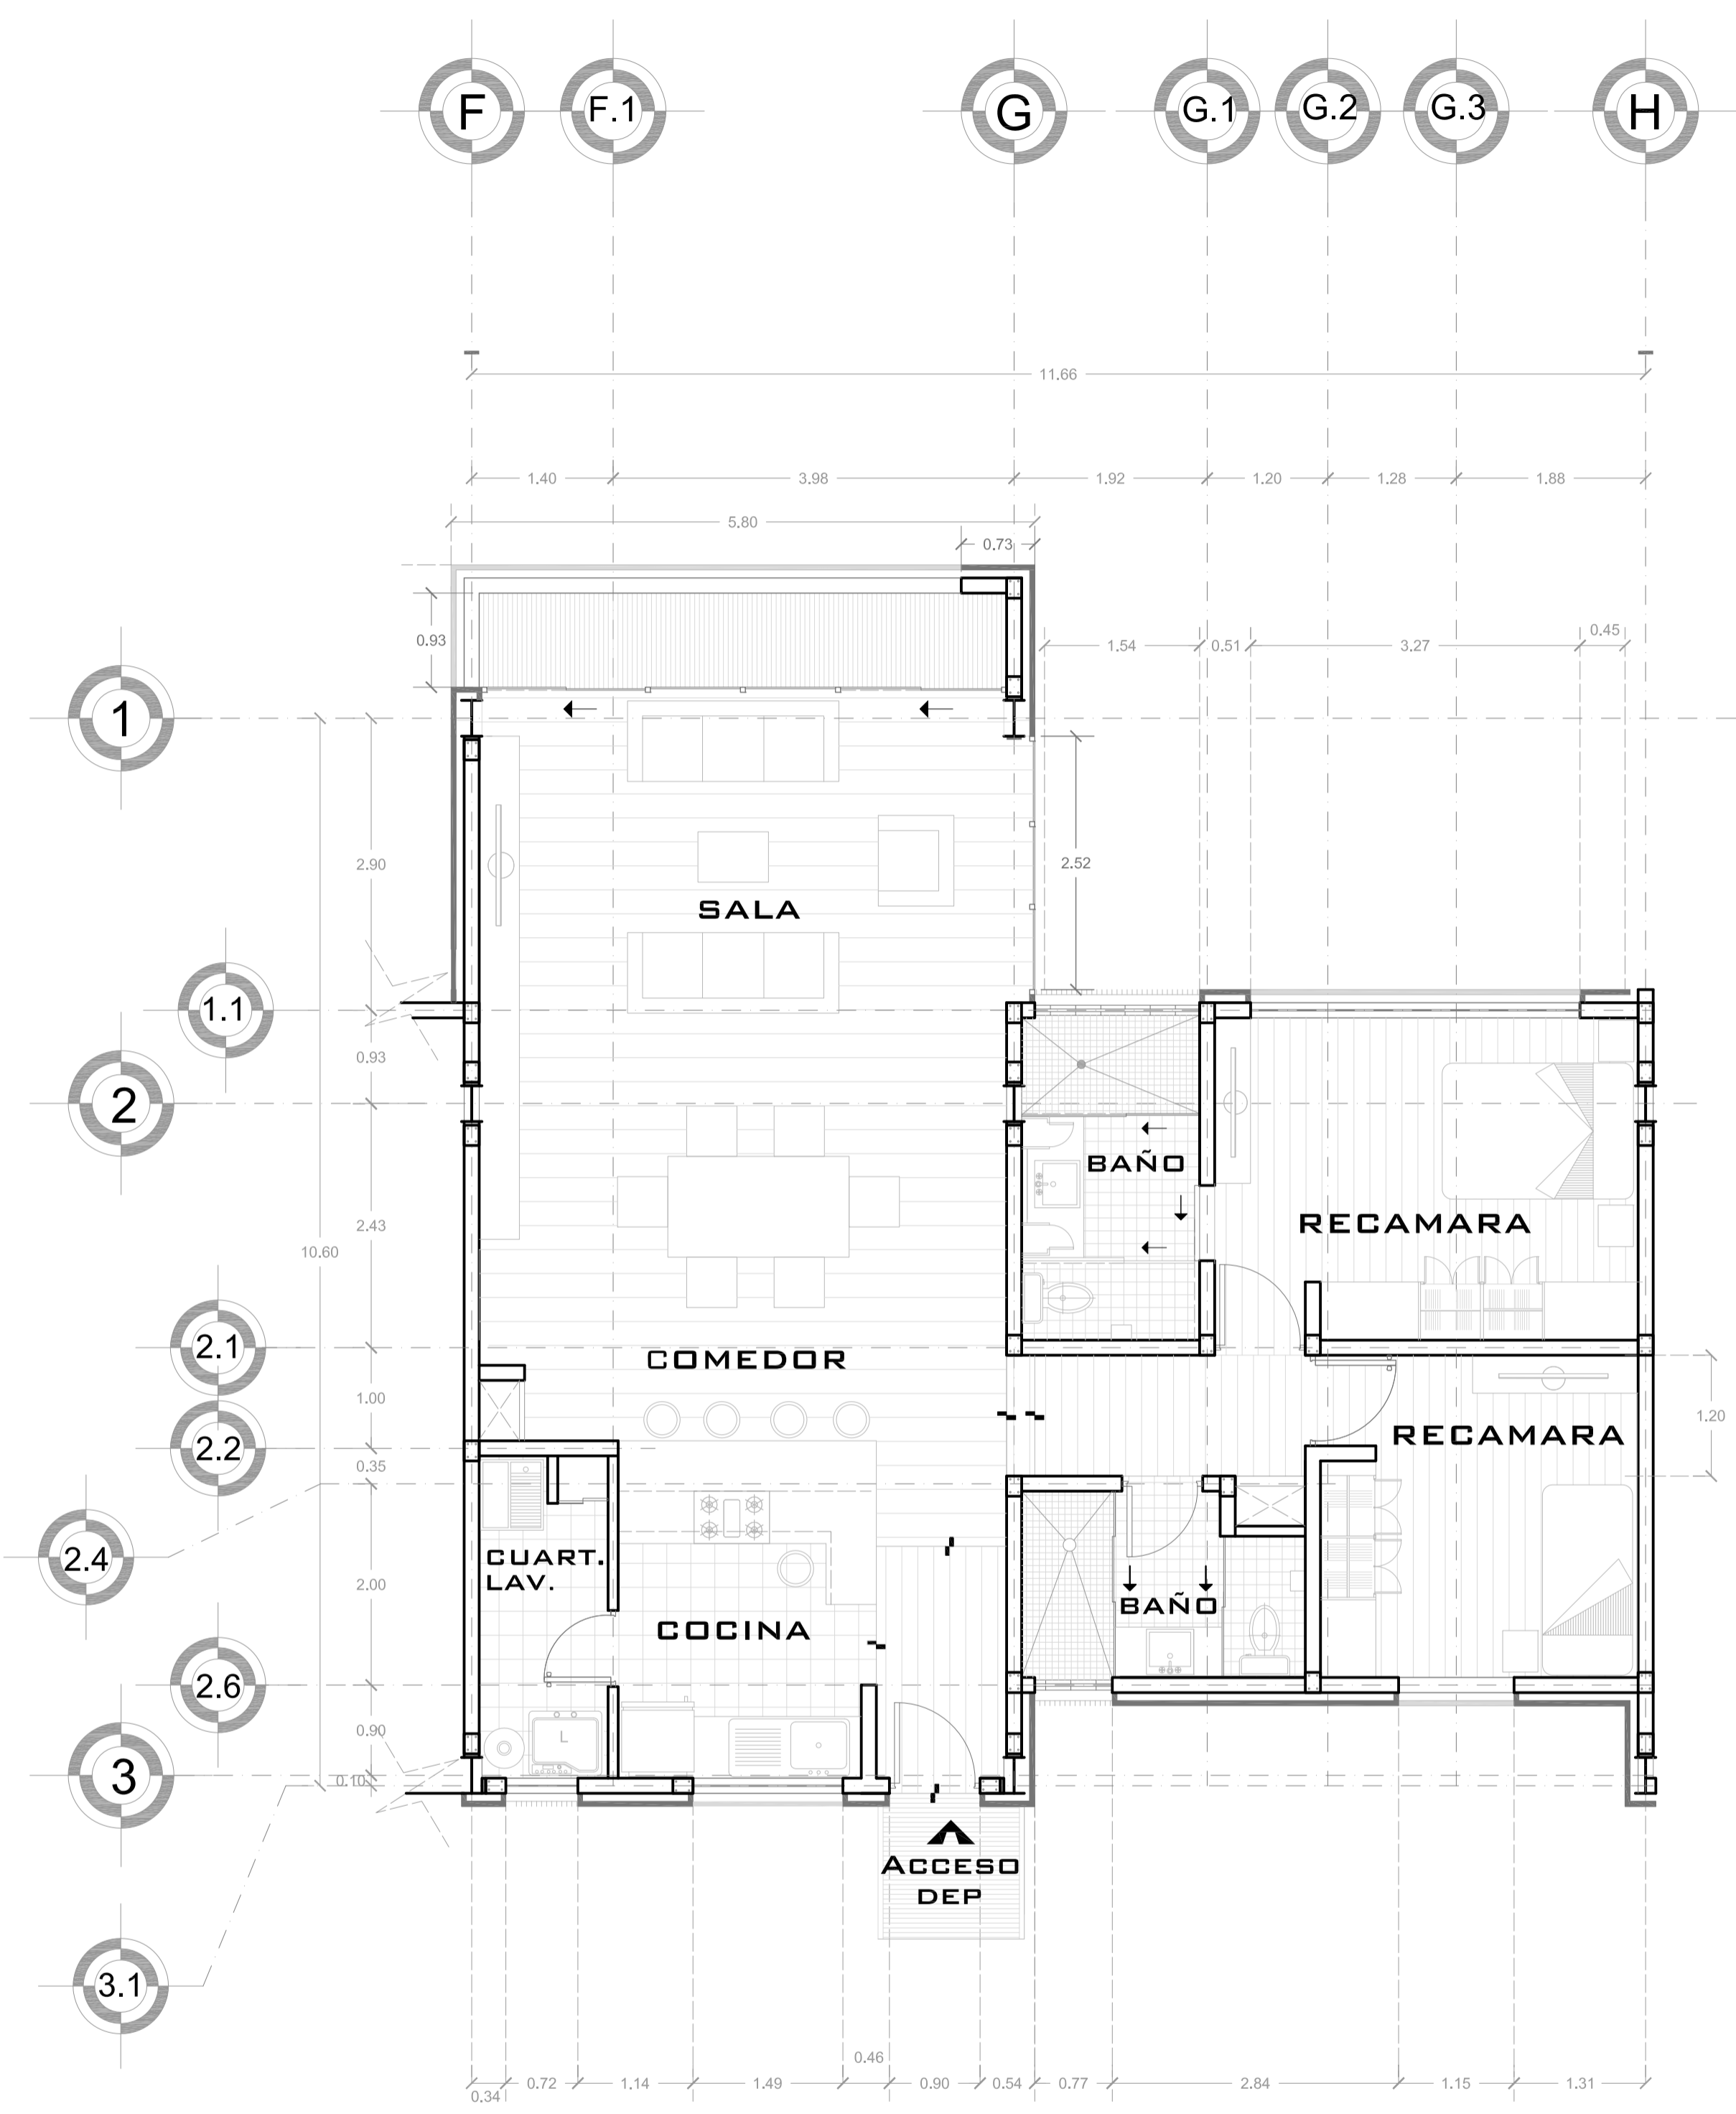 F F.1 G G.1 G.2 G.3 H
11.66
1.40 3.98 1.92 1.20 1.28 1.88
5.80
0.73
0.93
1.54 0.51 3.27 0.45
1
2.90
2.52
SALA
1.1
0.93
2
BAÑO
RECAMARA
2.43
10.60
2.1
COMEDOR
1.00
1.20
RECAMARA
2.2
0.35
2.4
CUART.
LAV.
2.00
BAÑO
COCINA
2.6
0.90
L
3
0.10
ACCESO
DEP
3.1
0.34 0.72 1.14 1.49 0.46 0.90 0.54 0.77 2.84 1.15 1.31